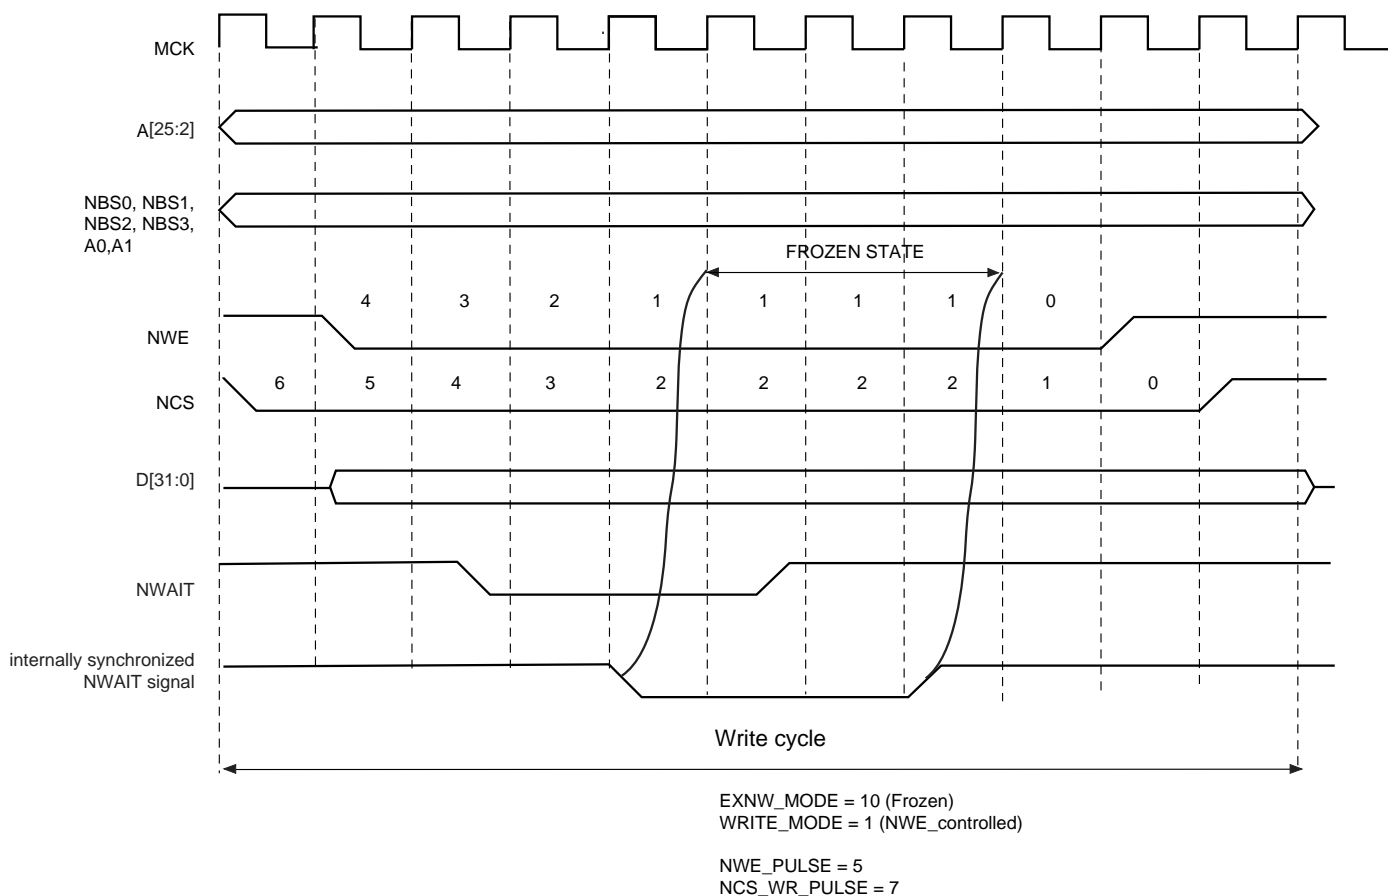 MCK
A[25:2]
NBS0, NBS1,
NBS2, NBS3,
A0,A1
FROZEN STATE
4 3 2 1 1 1 1 0
NWE
6 5 4 3 2 2 2 2 1 0
NCS
D[31:0]
NWAIT
internally synchronized
NWAIT signal
Write cycle
EXNW_MODE = 10 (Frozen)
WRITE_MODE = 1 (NWE_controlled)
NWE_PULSE = 5
NCS_WR_PULSE = 7